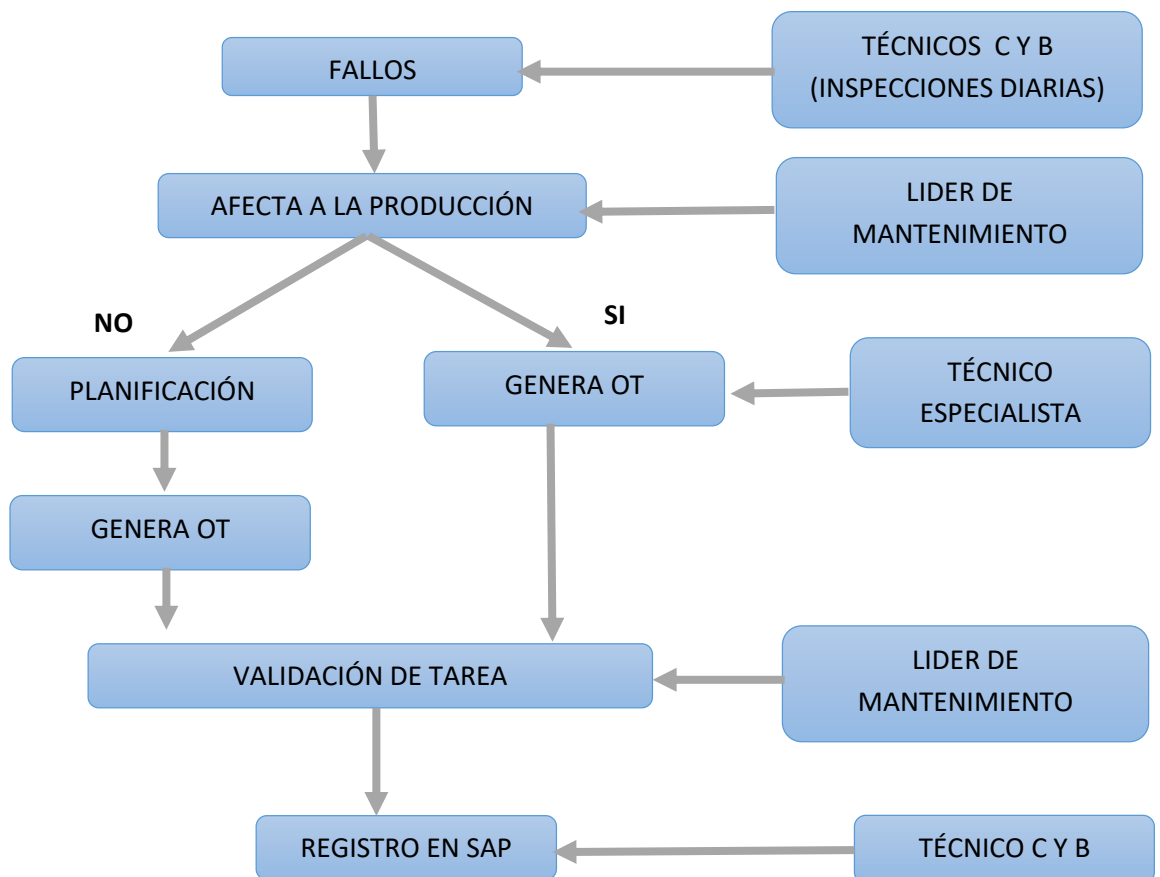 FALLOS
TÉCNICOS C Y B
(INSPECCIONES DIARIAS)
AFECTA A LA PRODUCCIÓN
LIDER DE
MANTENIMIENTO
NO
SI
PLANIFICACIÓN
GENERA OT
TÉCNICO
ESPECIALISTA
GENERA OT
VALIDACIÓN DE TAREA
LIDER DE
MANTENIMIENTO
REGISTRO EN SAP
TÉCNICO C Y B